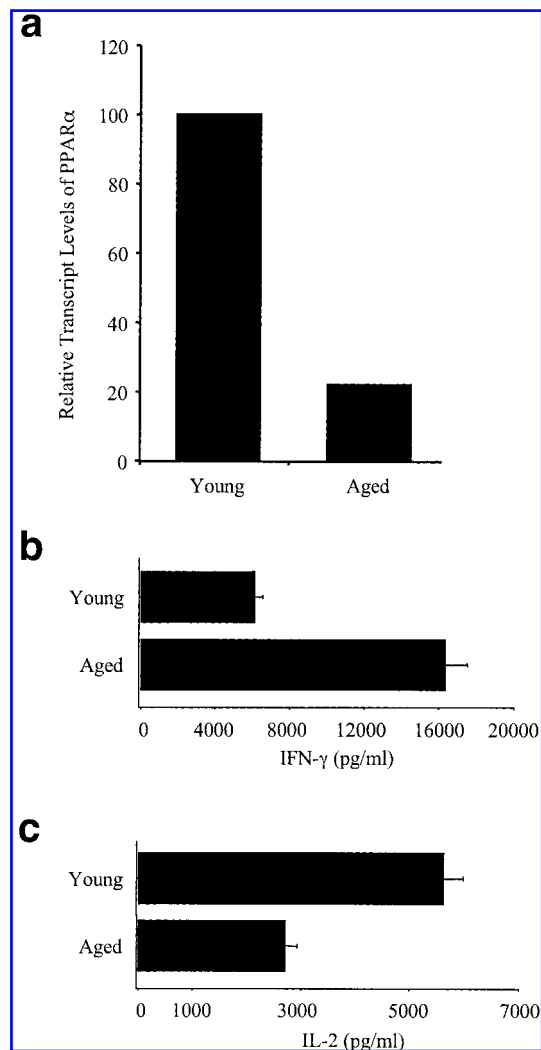 a
120
100
80
60
40
20
0
Relative Transcript Levels of PPARα
Young Aged
b
Young
Aged
0 4000 8000 12000 16000 20000
IFN-γ (pg/ml)
c
Young
Aged
0 1000 3000 5000 7000
IL-2 (pg/ml)